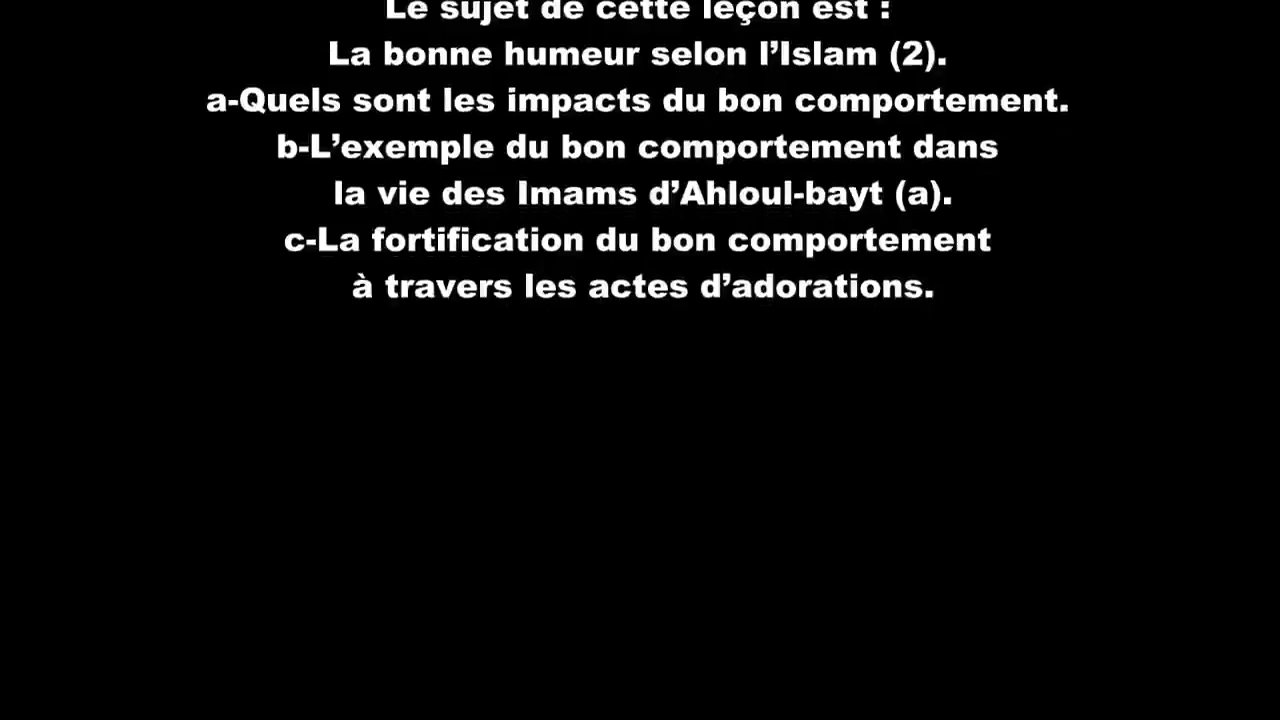 Le sujet de cette leçon est :
La bonne humeur selon l’Islam (2).
a-Quels sont les impacts du bon comportement.
b-L’exemple du bon comportement dans
la vie des Imams d’Ahloul-bayt (a).
c-La fortification du bon comportement
à travers les actes d’adorations.